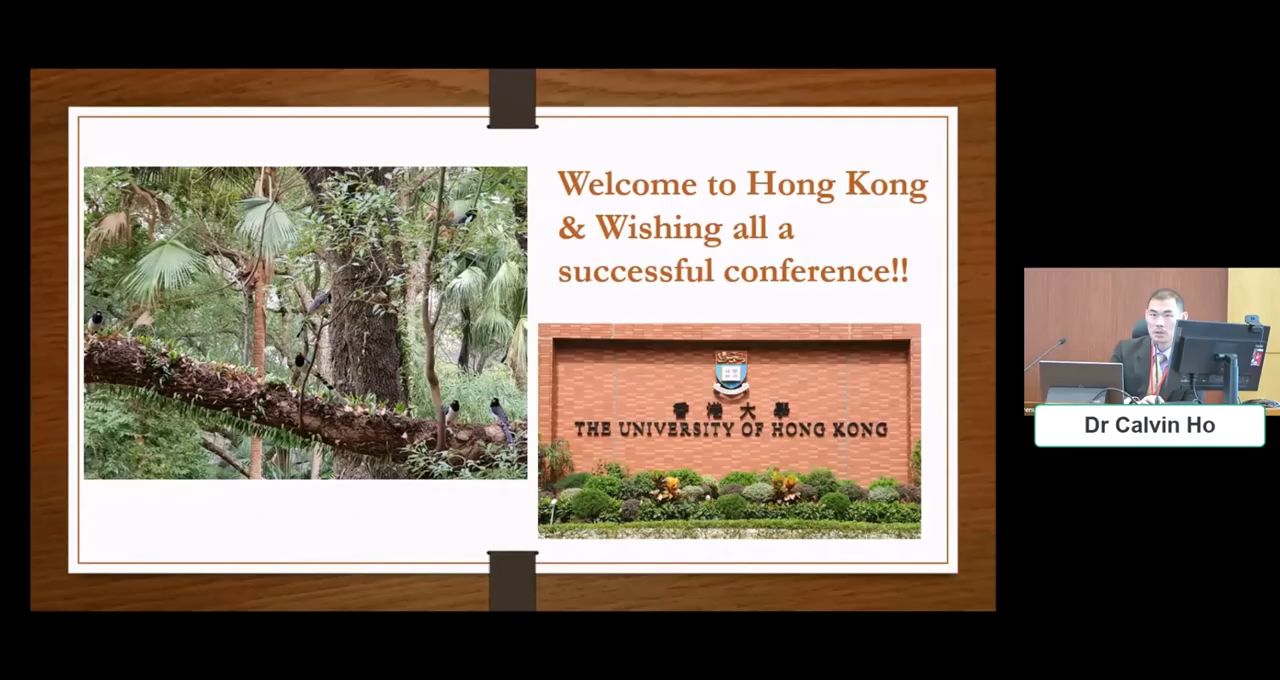 Welcome to Hong Kong
& Wishing all a
successful conference!!
香港大學
THE UNIVERSITY OF HONG KONG
Dr Calvin Ho